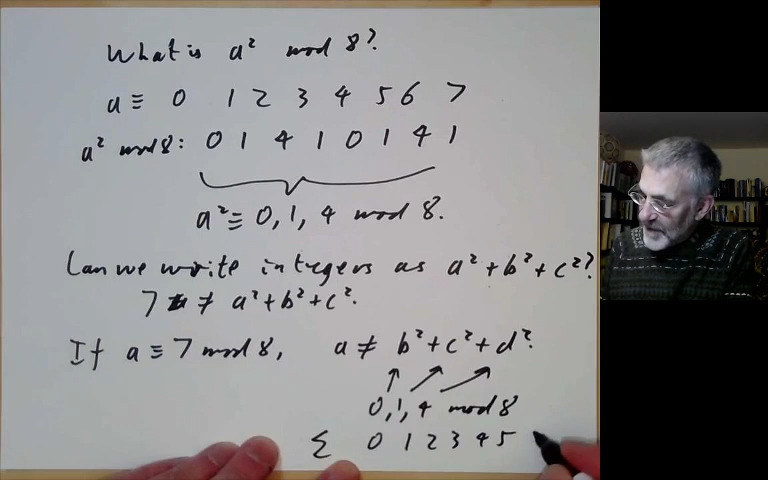 What is a² mod 8?
a ≡ 0 1 2 3 4 5 6 7
a² mod 8: 0 1 4 1 0 1 4 1
a² ≡ 0, 1, 4 mod 8.
Can we write integers as a² + b² + c²?
7 ≠ a² + b² + c².
If a ≡ 7 mod 8, a ≠ b² + c² + d².
0, 1, 4 mod 8
Σ 0 1 2 3 4 5